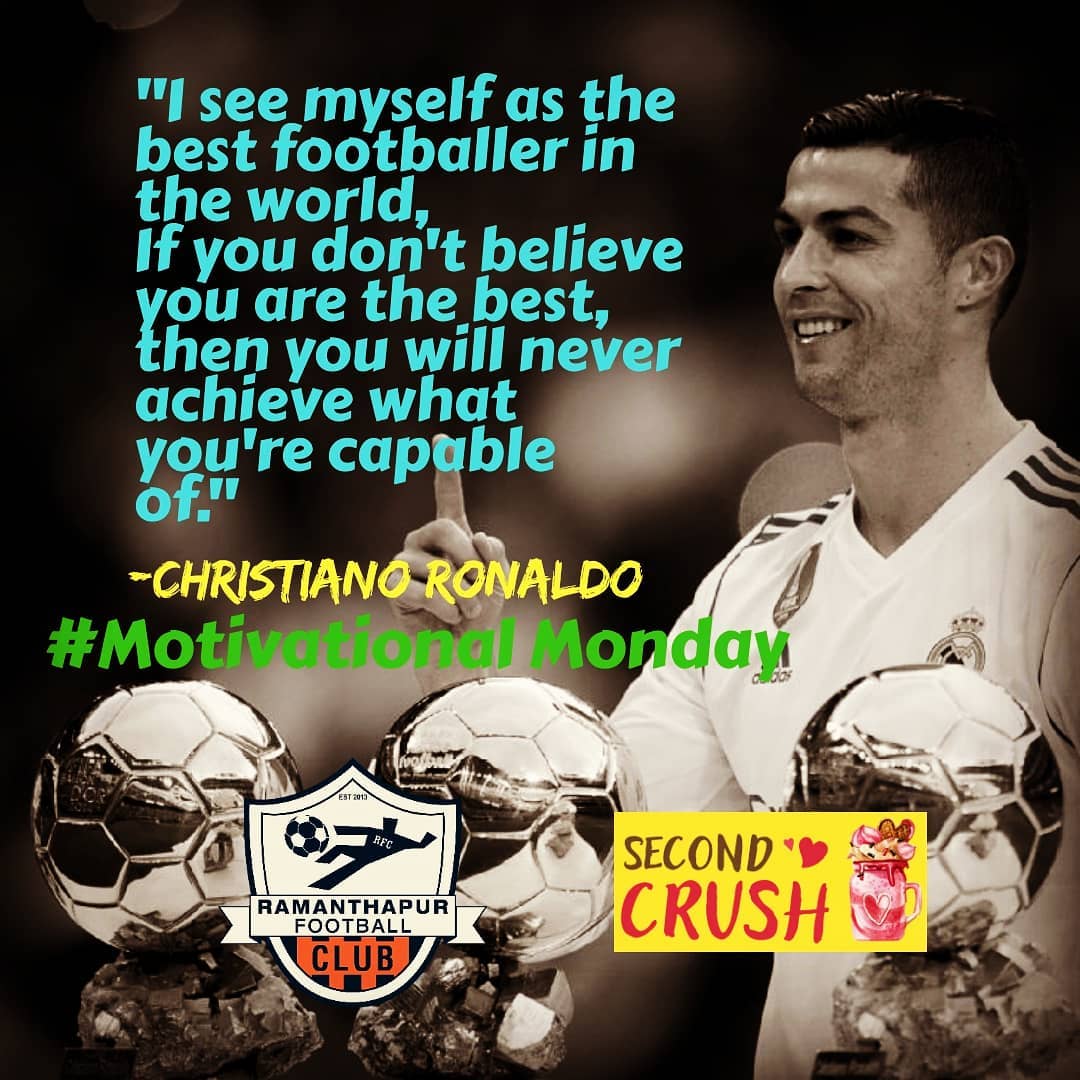 "I see myself as the
best footballer in
the world,
If you don't believe
you are the best,
then you will never
achieve what
you're capable
of."
-CHRISTIANO RONALDO
#Motivational Monday
adidas
EST 2013
RFC
RAMANTHAPUR
FOOTBALL
CLUB
SECOND
CRUSH